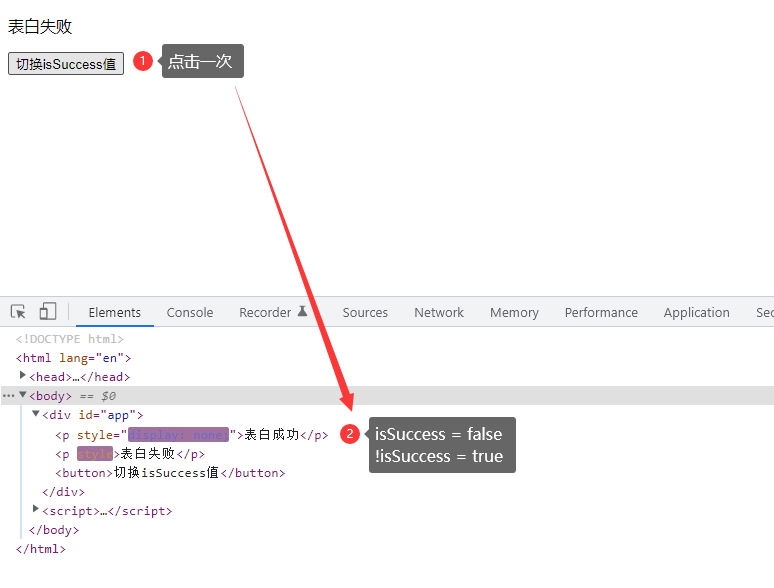 表白失败
切换isSuccess值
1
点击一次
Elements
Console
Recorder
Sources
Network
Memory
Performance
Application
Sec
<!DOCTYPE html>
<html lang="en">
<head>…</head>
<body> == $0
<div id="app">
<p style="display: none;">表白成功</p>
2
isSuccess = false
!isSuccess = true
<p style>表白失败</p>
<button>切换isSuccess值</button>
</div>
<script>…</script>
</body>
</html>